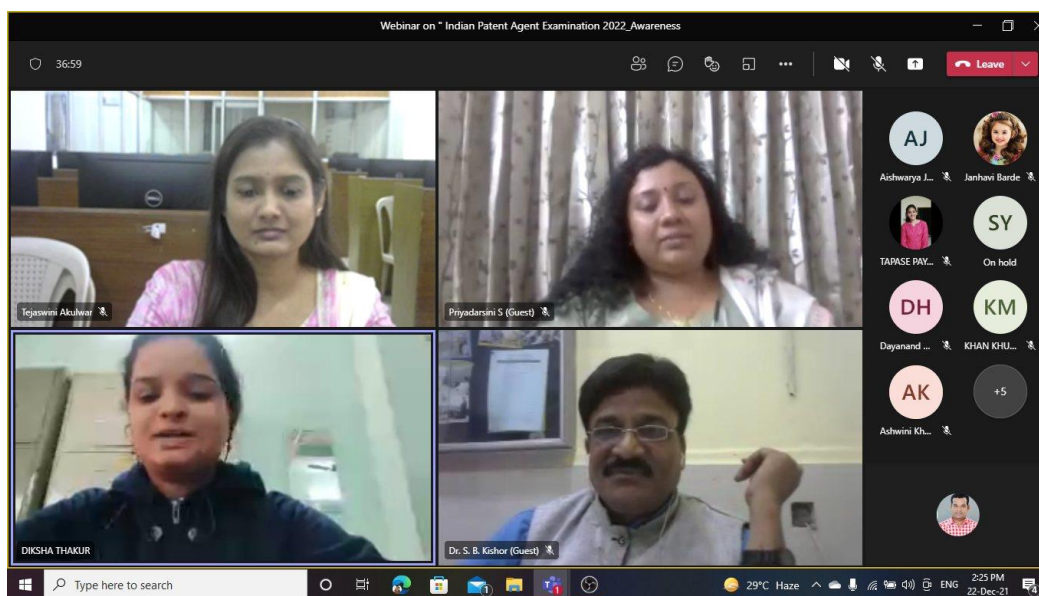 Webinar on " Indian Patent Agent Examination 2022_Awareness
36:59
Leave
Tejaswini Akulwar
Priyadarsini S (Guest)
DIKSHA THAKUR
Dr. S. B. Kishor (Guest)
AJ
Aishwarya J...
Janhavi Barde
TAPASE PAY...
SY
On hold
DH
Dayanand ...
KM
KHAN KHU...
AK
Ashwini Kh...
+5
Type here to search
29°C Haze
ENG
2:25 PM
22-Dec-21